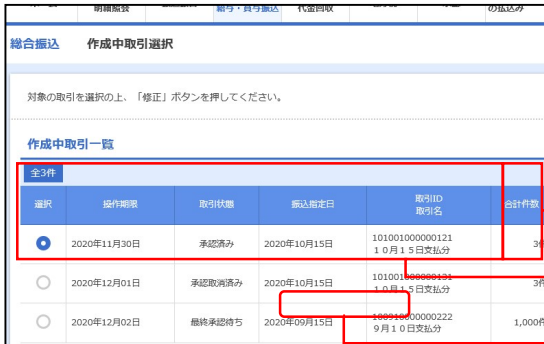 明細照会
給与・賞与振込
代金回収
の払込み
総合振込 作成中取引選択
対象の取引を選択の上、「修正」ボタンを押してください。
作成中取引一覧
全3件
選択 操作期限 取引状態 振込指定日 取引ID 合計件数
取引名
2020年11月30日 承認済み 2020年10月15日 101001000000121 3件
10月15日支払分
2020年12月01日 承認取消済み 2020年10月15日 101001000000131 3件
10月15日支払分
2020年12月02日 最終承認待ち 2020年09月15日 100910000000222 1,000件
9月10日支払分